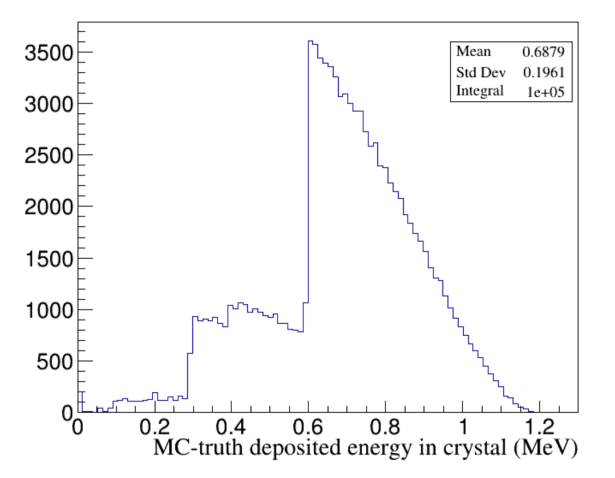 3500
3000
2500
2000
1500
1000
500
0
Mean 0.6879
Std Dev 0.1961
Integral 1e+05
0 0.2 0.4 0.6 0.8 1 1.2
MC-truth deposited energy in crystal (MeV)